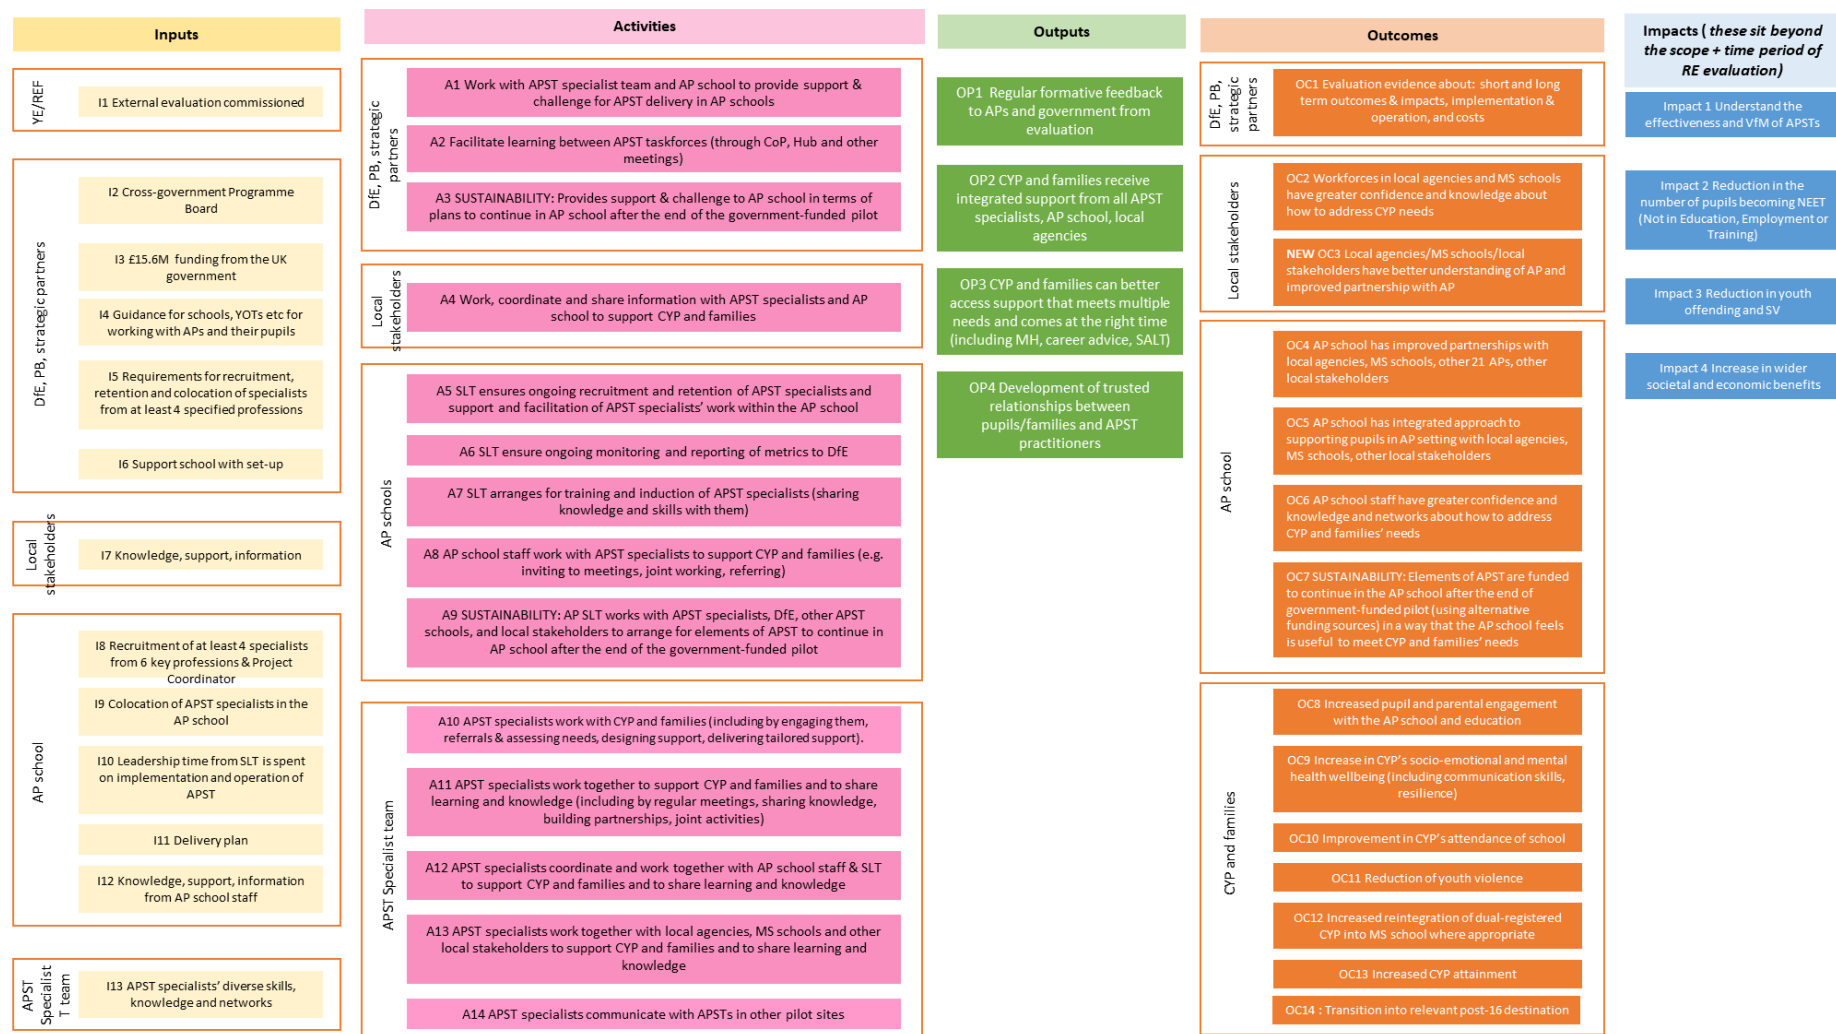 Inputs
YE/REF
I1 External evaluation commissioned
DfE, PB, strategic partners
I2 Cross-government Programme
Board
I3 £15.6M funding from the UK
government
I4 Guidance for schools, YOTs etc for
working with APs and their pupils
I5 Requirements for recruitment,
retention and colocation of specialists
from at least 4 specified professions
I6 Support school with set-up
Local
stakeholders
I7 Knowledge, support, information
AP school
I8 Recruitment of at least 4 specialists
from 6 key professions & Project
Coordinator
I9 Colocation of APST specialists in the
AP school
I10 Leadership time from SLT is spent
on implementation and operation of
APST
I11 Delivery plan
I12 Knowledge, support, information
from AP school staff
APST
Specialist
T team
I13 APST specialists' diverse skills,
knowledge and networks
Activities
DfE, PB, strategic
partners
A1 Work with APST specialist team and AP school to provide support &
challenge for APST delivery in AP schools
A2 Facilitate learning between APST taskforces (through CoP, Hub and other
meetings)
A3 SUSTAINABILITY: Provides support & challenge to AP school in terms of
plans to continue in AP school after the end of the government-funded pilot
Local
stakeholders
A4 Work, coordinate and share information with APST specialists and AP
school to support CYP and families
AP schools
A5 SLT ensures ongoing recruitment and retention of APST specialists and
support and facilitation of APST specialists' work within the AP school
A6 SLT ensure ongoing monitoring and reporting of metrics to DfE
A7 SLT arranges for training and induction of APST specialists (sharing
knowledge and skills with them)
A8 AP school staff work with APST specialists to support CYP and families (e.g.
inviting to meetings, joint working, referring)
A9 SUSTAINABILITY: AP SLT works with APST specialists, DfE, other APST
schools, and local stakeholders to arrange for elements of APST to continue in
AP school after the end of the government-funded pilot
APST Specialist team
A10 APST specialists work with CYP and families (including by engaging them,
referrals & assessing needs, designing support, delivering tailored support).
A11 APST specialists work together to support CYP and families and to share
learning and knowledge (including by regular meetings, sharing knowledge,
building partnerships, joint activities)
A12 APST specialists coordinate and work together with AP school staff & SLT
to support CYP and families and to share learning and knowledge
A13 APST specialists work together with local agencies, MS schools and other
local stakeholders to support CYP and families and to share learning and
knowledge
A14 APST specialists communicate with APSTs in other pilot sites
Outputs
OP1 Regular formative feedback
to APs and government from
evaluation
OP2 CYP and families receive
integrated support from all APST
specialists, AP school, local
agencies
OP3 CYP and families can better
access support that meets multiple
needs and comes at the right time
(including MH, career advice, SALT)
OP4 Development of trusted
relationships between
pupils/families and APST
practitioners
Outcomes
DfE, PB,
strategic
partners
OC1 Evaluation evidence about: short and long
term outcomes & impacts, implementation &
operation, and costs
Local stakeholders
OC2 Workforces in local agencies and MS schools
have greater confidence and knowledge about
how to address CYP needs
NEW OC3 Local agencies/MS schools/local
stakeholders have better understanding of AP and
improved partnership with AP
AP school
OC4 AP school has improved partnerships with
local agencies, MS schools, other 21 APs, other
local stakeholders
OC5 AP school has integrated approach to
supporting pupils in AP setting with local agencies,
MS schools, other local stakeholders
OC6 AP school staff have greater confidence and
knowledge and networks about how to address
CYP and families' needs
OC7 SUSTAINABILITY: Elements of APST are funded
to continue in the AP school after the end of
government-funded pilot (using alternative
funding sources) in a way that the AP school feels
is useful to meet CYP and families' needs
CYP and families
OC8 Increased pupil and parental engagement
with the AP school and education
OC9 Increase in CYP's socio-emotional and mental
health wellbeing (including communication skills,
resilience)
OC10 Improvement in CYP's attendance of school
OC11 Reduction of youth violence
OC12 Increased reintegration of dual-registered
CYP into MS school where appropriate
OC13 Increased CYP attainment
OC14 : Transition into relevant post-16 destination
Impacts ( these sit beyond
the scope + time period of
RE evaluation)
Impact 1 Understand the
effectiveness and VfM of APSTs
Impact 2 Reduction in the
number of pupils becoming NEET
(Not in Education, Employment or
Training)
Impact 3 Reduction in youth
offending and SV
Impact 4 Increase in wider
societal and economic benefits